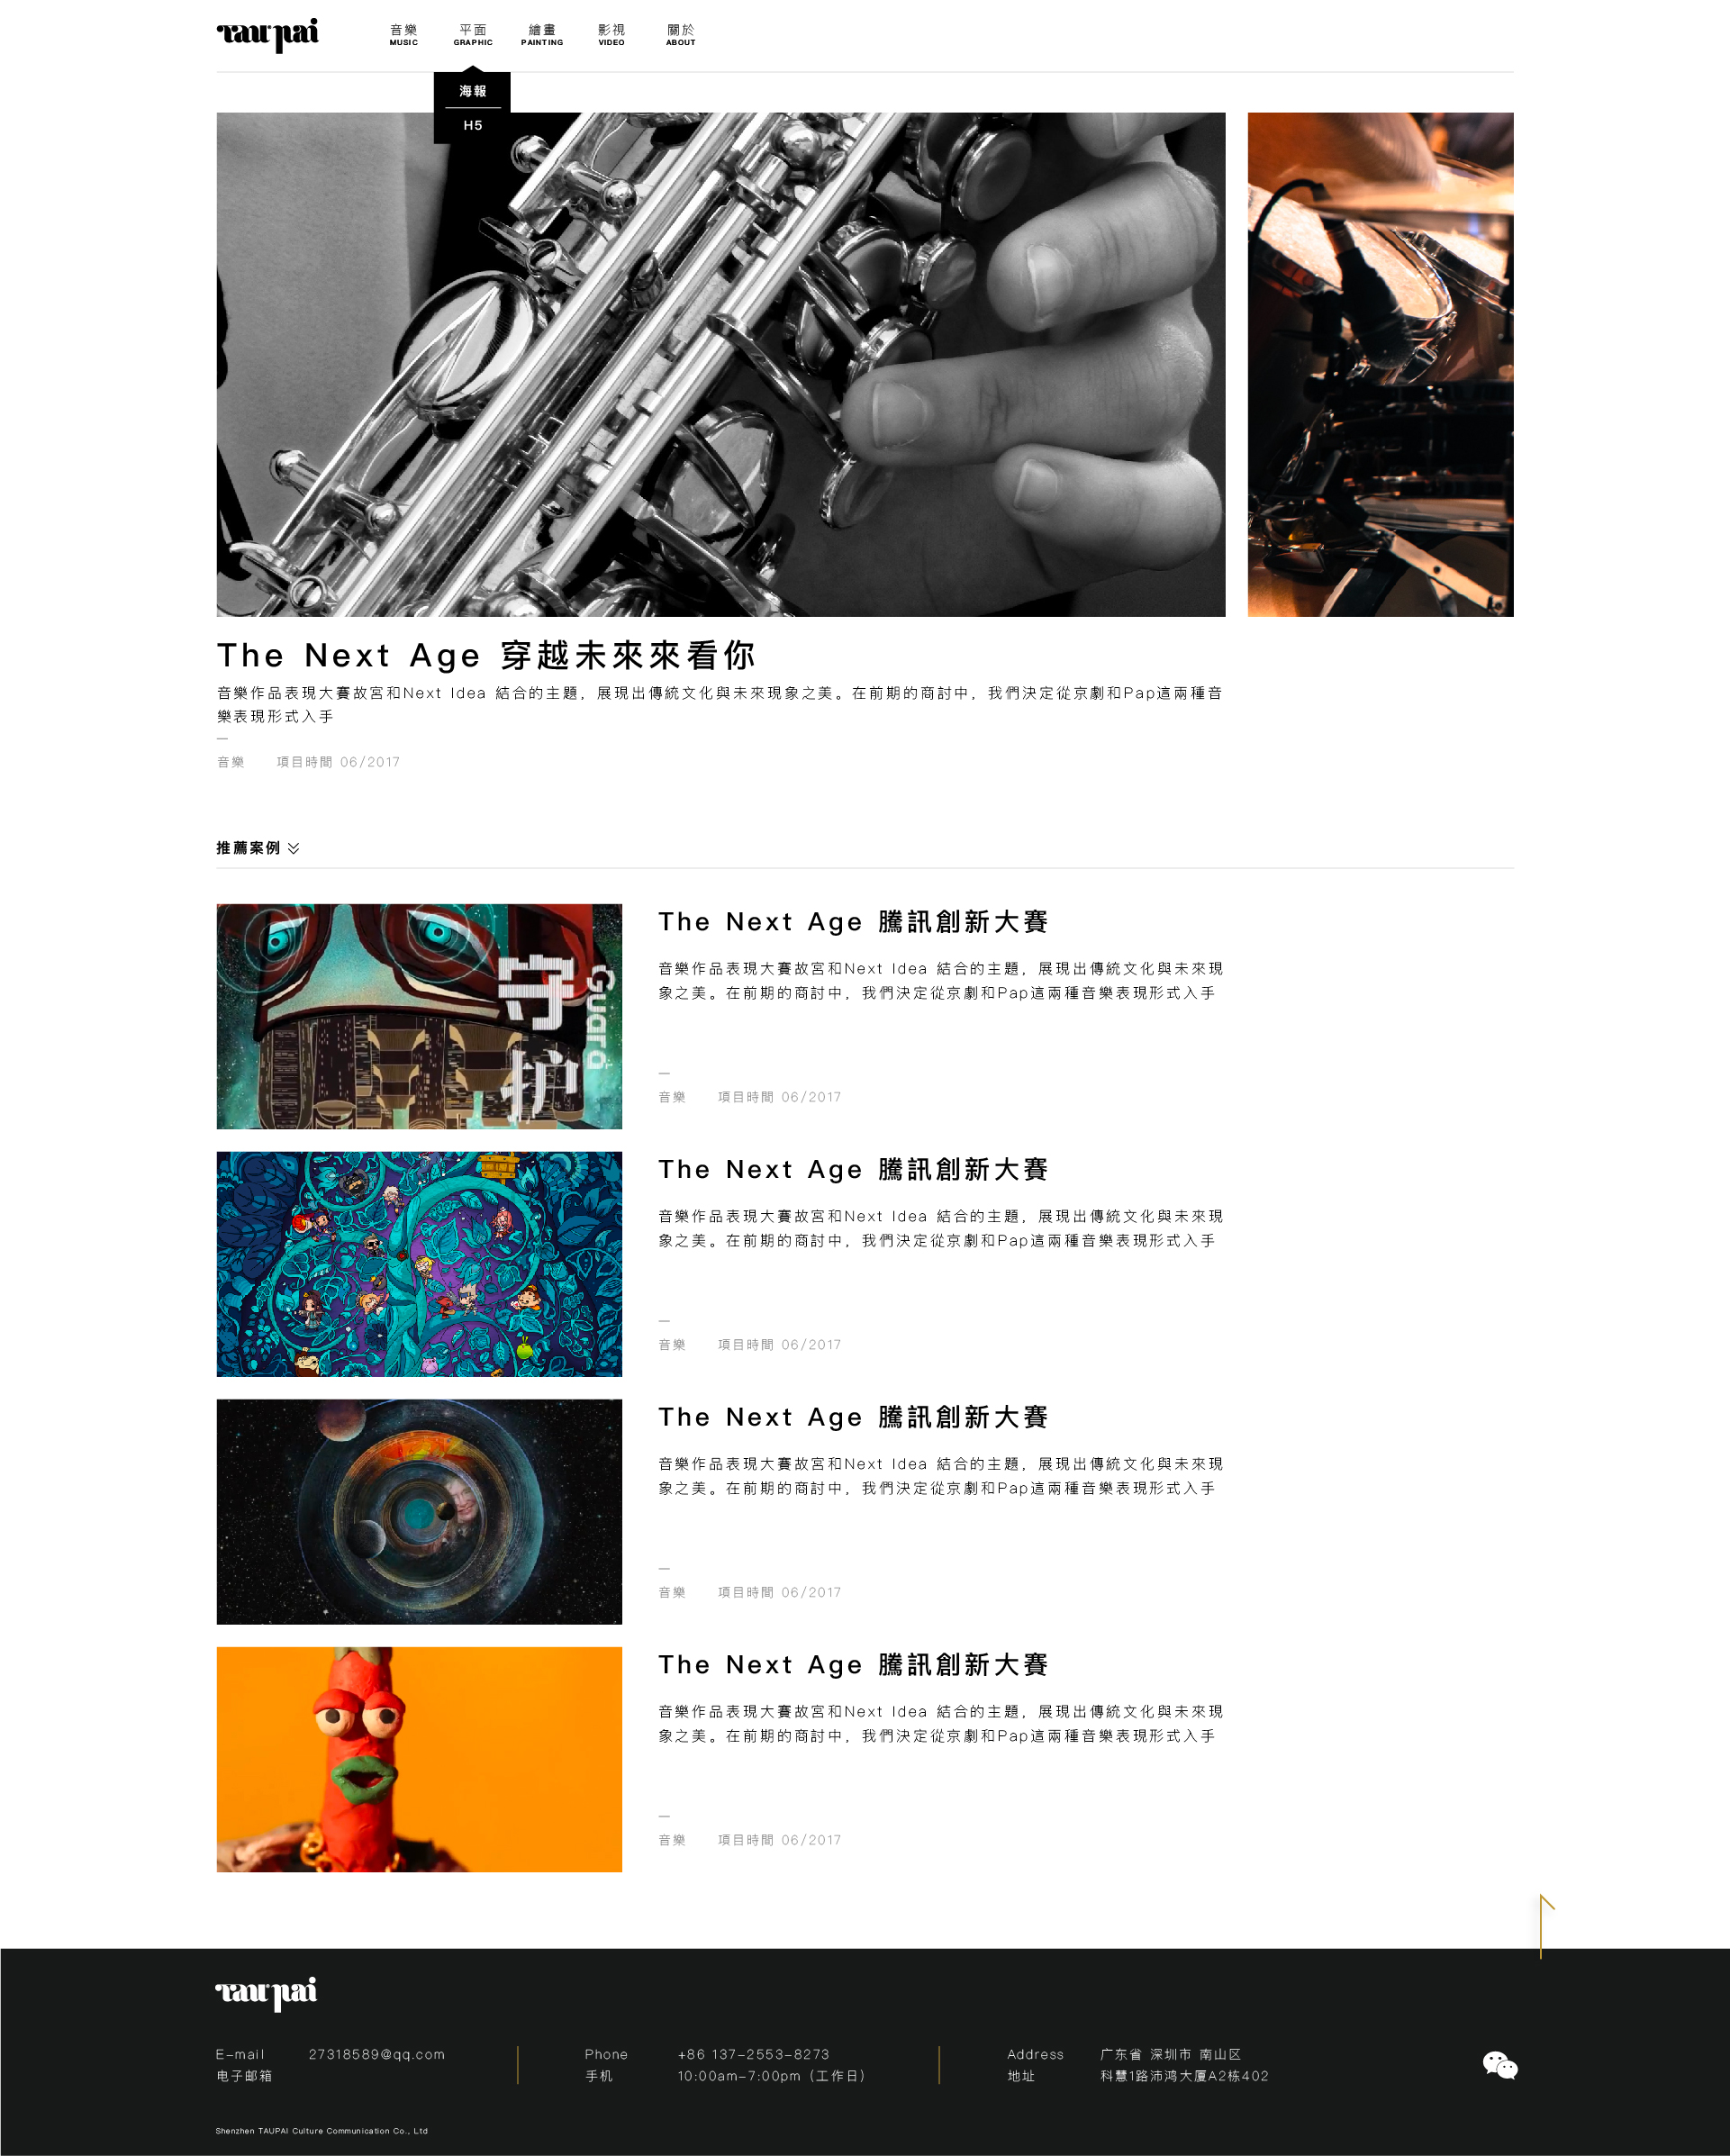 Taupai
音樂 平面 繪畫 影視 關於
MUSIC GRAPHIC PAINTING VIDEO ABOUT
海報
H5
The Next Age 穿越未來來看你
音樂作品表現大賽故宮和Next Idea 結合的主題，展現出傳統文化與未來現象之美。在前期的商討中，我們決定從京劇和Pap這兩種音
樂表現形式入手
音樂 項目時間 06/2017
推薦案例
守护
Guard
The Next Age 騰訊創新大賽
音樂作品表現大賽故宮和Next Idea 結合的主題，展現出傳統文化與未來現
象之美。在前期的商討中，我們決定從京劇和Pap這兩種音樂表現形式入手
音樂 項目時間 06/2017
The Next Age 騰訊創新大賽
音樂作品表現大賽故宮和Next Idea 結合的主題，展現出傳統文化與未來現
象之美。在前期的商討中，我們決定從京劇和Pap這兩種音樂表現形式入手
音樂 項目時間 06/2017
The Next Age 騰訊創新大賽
音樂作品表現大賽故宮和Next Idea 結合的主題，展現出傳統文化與未來現
象之美。在前期的商討中，我們決定從京劇和Pap這兩種音樂表現形式入手
音樂 項目時間 06/2017
The Next Age 騰訊創新大賽
音樂作品表現大賽故宮和Next Idea 結合的主題，展現出傳統文化與未來現
象之美。在前期的商討中，我們決定從京劇和Pap這兩種音樂表現形式入手
音樂 項目時間 06/2017
Taupai
E-mail 27318589@qq.com
电子邮箱
Phone +86 137-2553-8273
手机 10:00am-7:00pm（工作日）
Address 广东省 深圳市 南山区
地址 科慧1路沛鸿大厦A2栋402
Shenzhen TAUPAI Culture Communication Co., Ltd